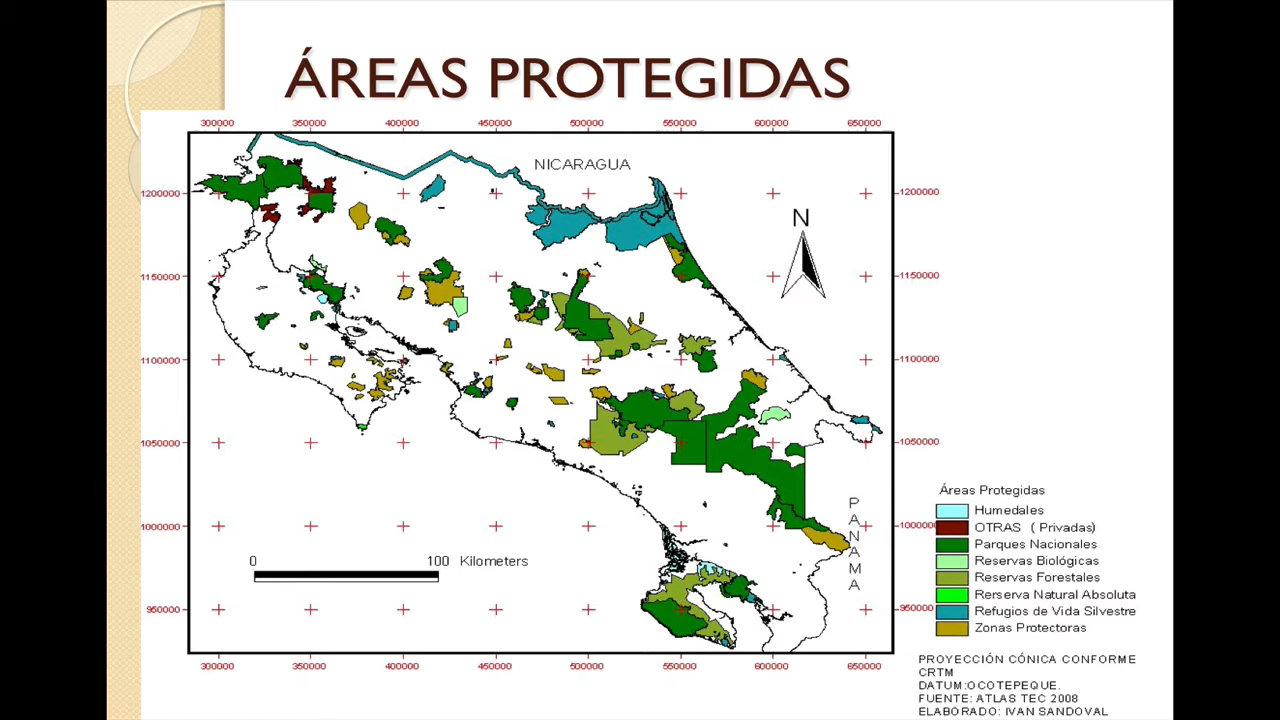 ÁREAS PROTEGIDAS
300000 350000 400000 450000 500000 550000 600000 650000
NICARAGUA
1200000 1200000
N
1150000 1150000
1100000 1100000
1050000 1050000
Áreas Protegidas
Humedales
OTRAS ( Privadas)
Parques Nacionales
Reservas Biológicas
Reservas Forestales
Rerserva Natural Absoluta
Refugios de Vida Silvestre
Zonas Protectoras
PANAMA
1000000 1000000
0 100 Kilometers
950000 950000
300000 350000 400000 450000 500000 550000 600000 650000
PROYECCIÓN CÓNICA CONFORME
CRTM
DATUM:OCOTEPEQUE.
FUENTE: ATLAS TEC 2008
ELABORADO: IVAN SANDOVAL